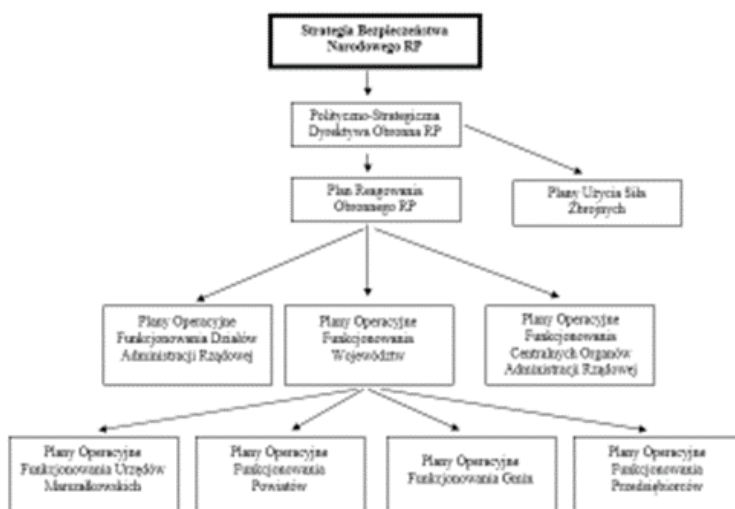 Strategia Bezpieczeństwa
Narodowego RP
Polityczno-Strategiczna
Dyrektywa Obronna RP
Plan Reagowania
Obronnego RP
Plany Użycia Siła
Zbrojnych
Plany Operacyjne
Funkcjonowania Działów
Administracji Rządowej
Plany Operacyjne
Funkcjonowania
Województw
Plany Operacyjne
Funkcjonowania
Centralnych Organów
Administracji Rządowej
Plany Operacyjne
Funkcjonowania Urzędów
Marszałkowskich
Plany Operacyjne
Funkcjonowania
Powiatów
Plany Operacyjne
Funkcjonowania Gmin
Plany Operacyjne
Funkcjonowania
Przedsiębiorców